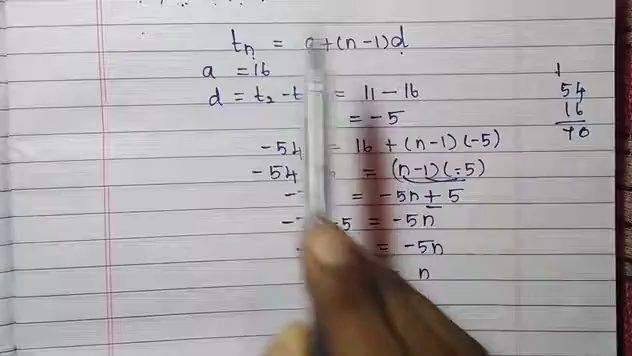 tn = a+(n-1)d
a = 16
d = t2 - t = 11 - 16
= -5
-54 = 16 + (n-1)(-5)
-54 = (n-1)(-5)
- = -5n + 5
- -5 = -5n
= -5n
n
1
54
16
70